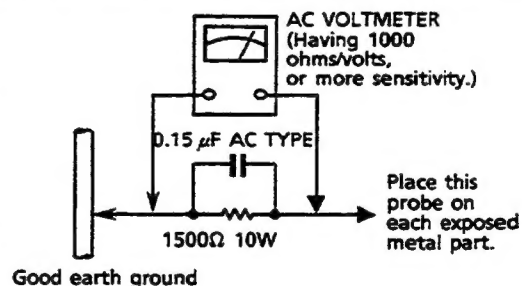 AC VOLTMETER
(Having 1000
ohms/volts,
or more sensitivity.)
0.15 μF AC TYPE
1500Ω 10W
Place this
probe on
each exposed
metal part.
Good earth ground